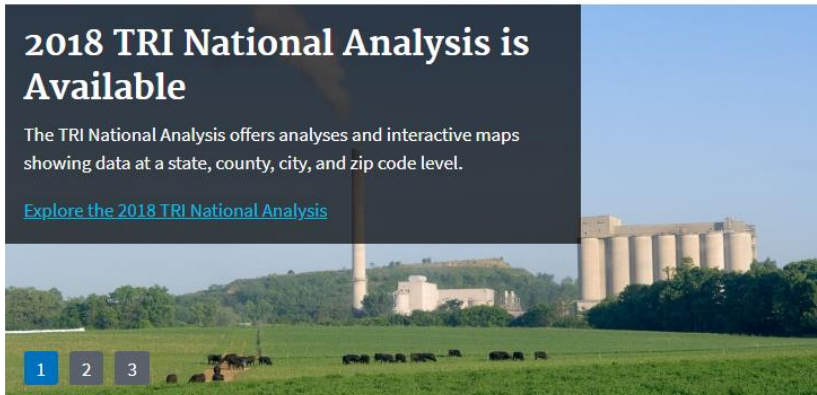 2018 TRI National Analysis is
Available
The TRI National Analysis offers analyses and interactive maps
showing data at a state, county, city, and zip code level.
Explore the 2018 TRI National Analysis
1 2 3